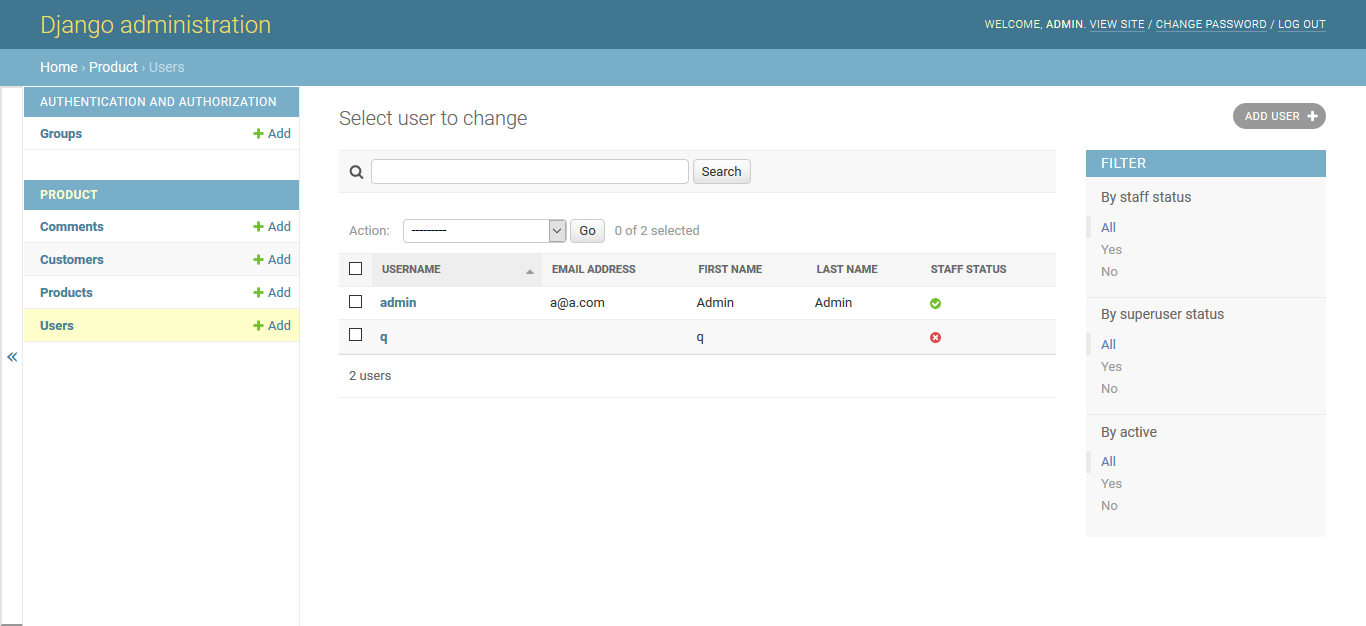 Django administration
WELCOME, ADMIN. VIEW SITE / CHANGE PASSWORD / LOG OUT
Home › Product › Users
AUTHENTICATION AND AUTHORIZATION
Groups + Add
PRODUCT
Comments + Add
Customers + Add
Products + Add
Users + Add
«
Select user to change
ADD USER +
Search
Action: --------- Go 0 of 2 selected
USERNAME EMAIL ADDRESS FIRST NAME LAST NAME STAFF STATUS
admin a@a.com Admin Admin
q q
2 users
FILTER
By staff status
All
Yes
No
By superuser status
All
Yes
No
By active
All
Yes
No